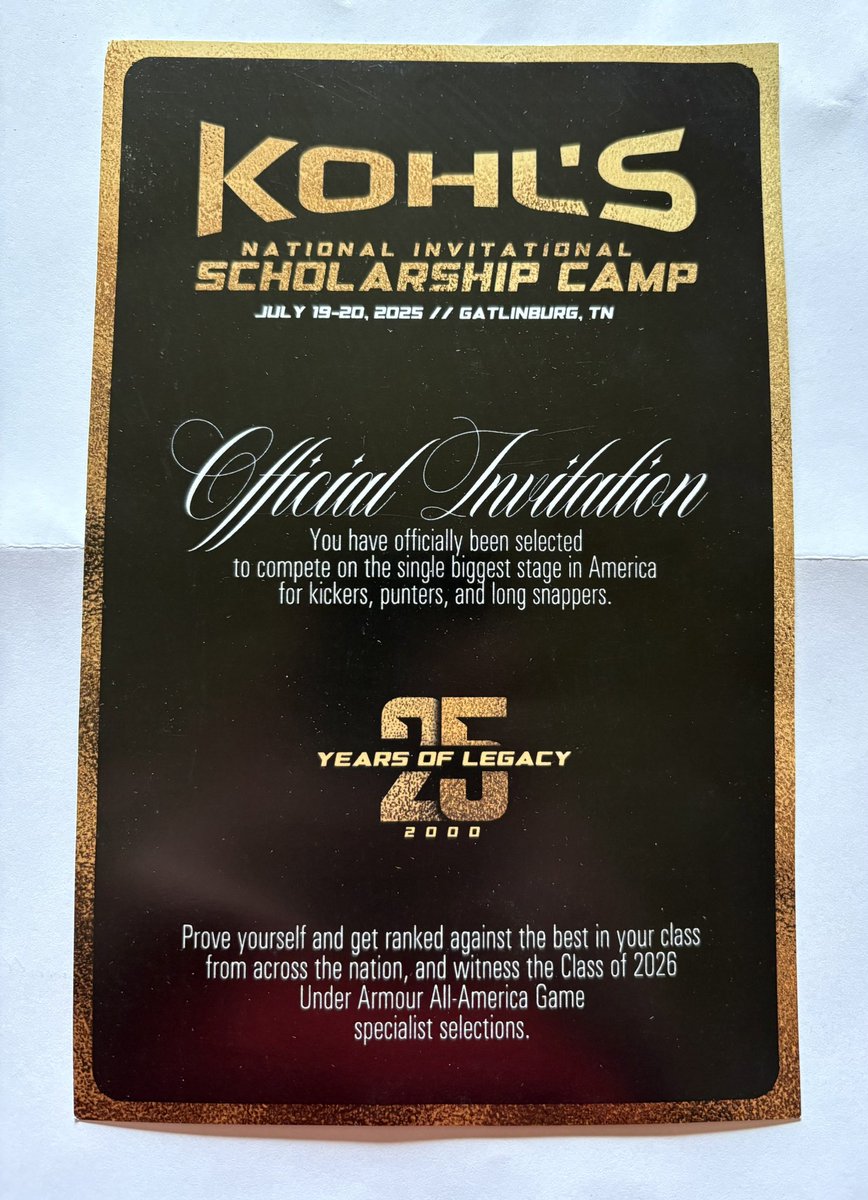 KOHL'S
NATIONAL INVITATIONAL
SCHOLARSHIP CAMP
JULY 19-20, 2025 // GATLINBURG, TN
Official Invitation
You have officially been selected
to compete on the single biggest stage in America
for kickers, punters, and long snappers.
25
YEARS OF LEGACY
2000
Prove yourself and get ranked against the best in your class
from across the nation, and witness the Class of 2026
Under Armour All-America Game
specialist selections.